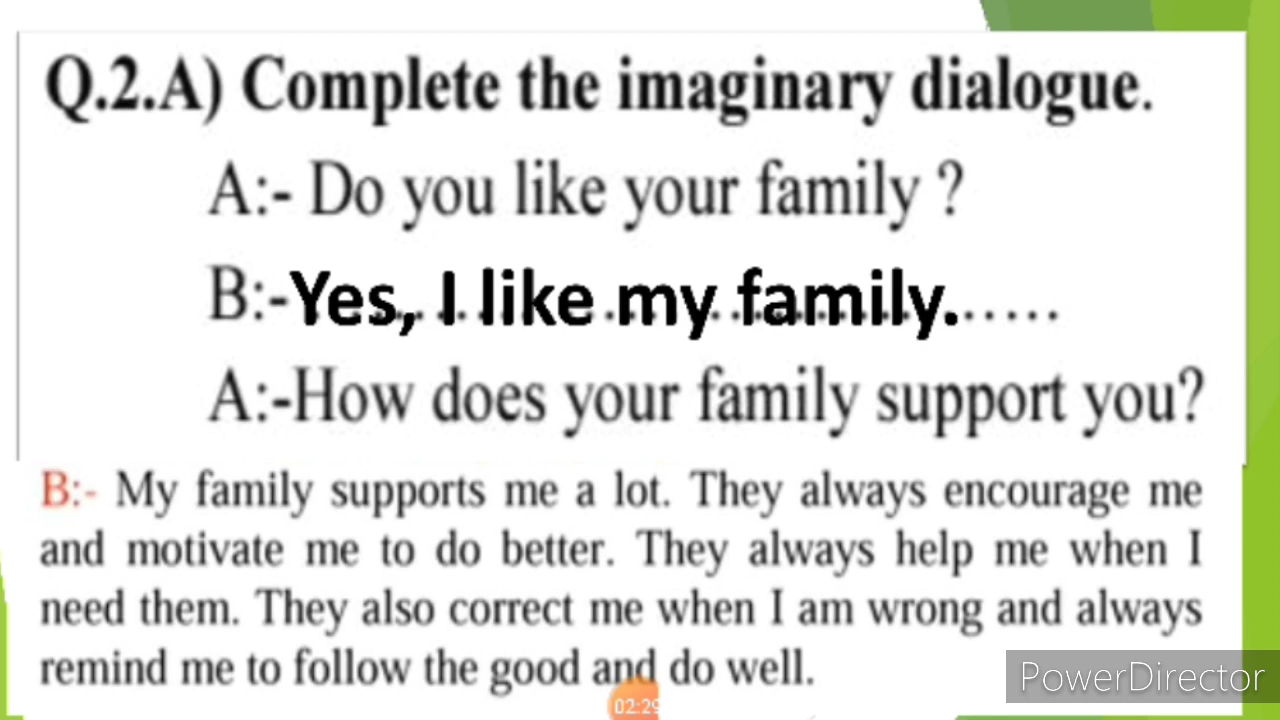 Q.2.A) Complete the imaginary dialogue.
A:- Do you like your family ?
B:-Yes, I like my family......
A:-How does your family support you?
B:- My family supports me a lot. They always encourage me
and motivate me to do better. They always help me when I
need them. They also correct me when I am wrong and always
remind me to follow the good and do well.
PowerDirector
02:29